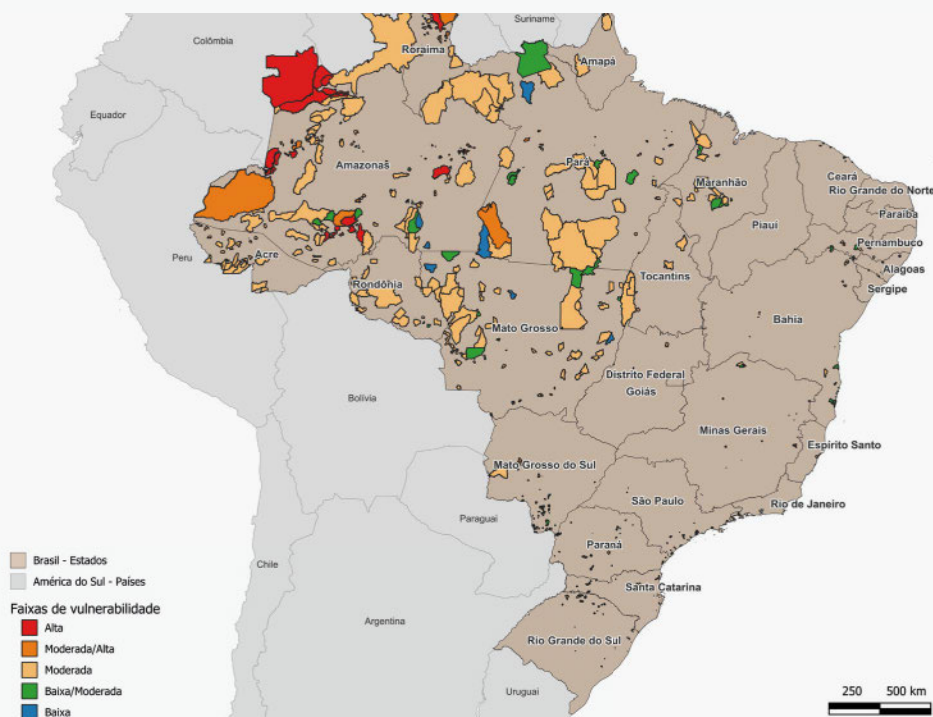 Suriname
Colômbia
Roraima
Amapá
Equador
Amazonas
Pará
Maranhão
Ceará
Rio Grande do Norte
Paraíba
Piauí
Pernambuco
Peru
Acre
Alagoas
Tocantins
Sergipe
Rondônia
Bahia
Mato Grosso
Distrito Federal
Goiás
Bolívia
Minas Gerais
Espírito Santo
Mato Grosso do Sul
São Paulo
Rio de Janeiro
Paraguai
Paraná
Brasil - Estados
Chile
América do Sul - Países
Santa Catarina
Faixas de vulnerabilidade
Argentina
Alta
Rio Grande do Sul
Moderada/Alta
Moderada
Baixa/Moderada
Uruguai
250 500 km
Baixa